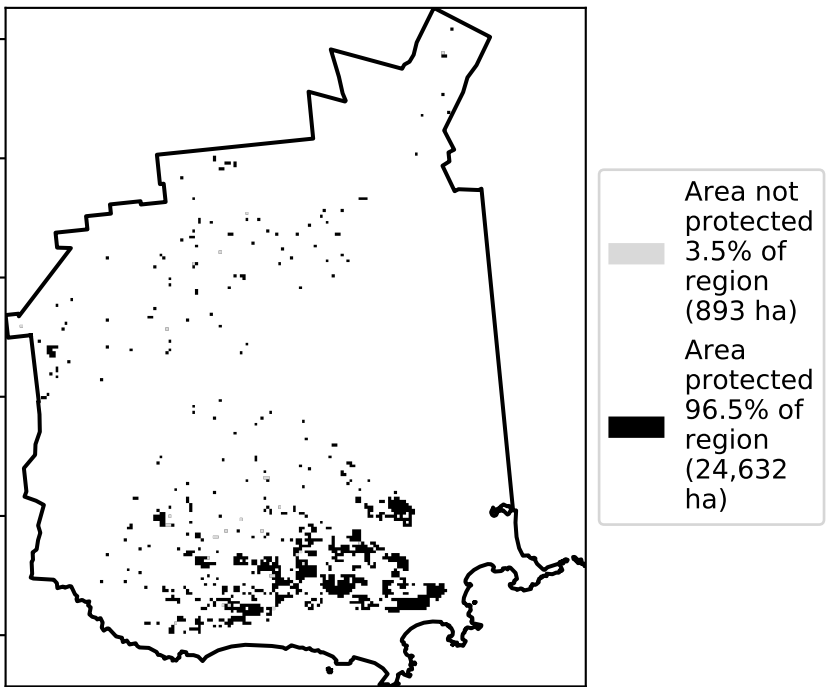 Area not
protected
3.5% of
region
(893 ha)
Area
protected
96.5% of
region
(24,632
ha)